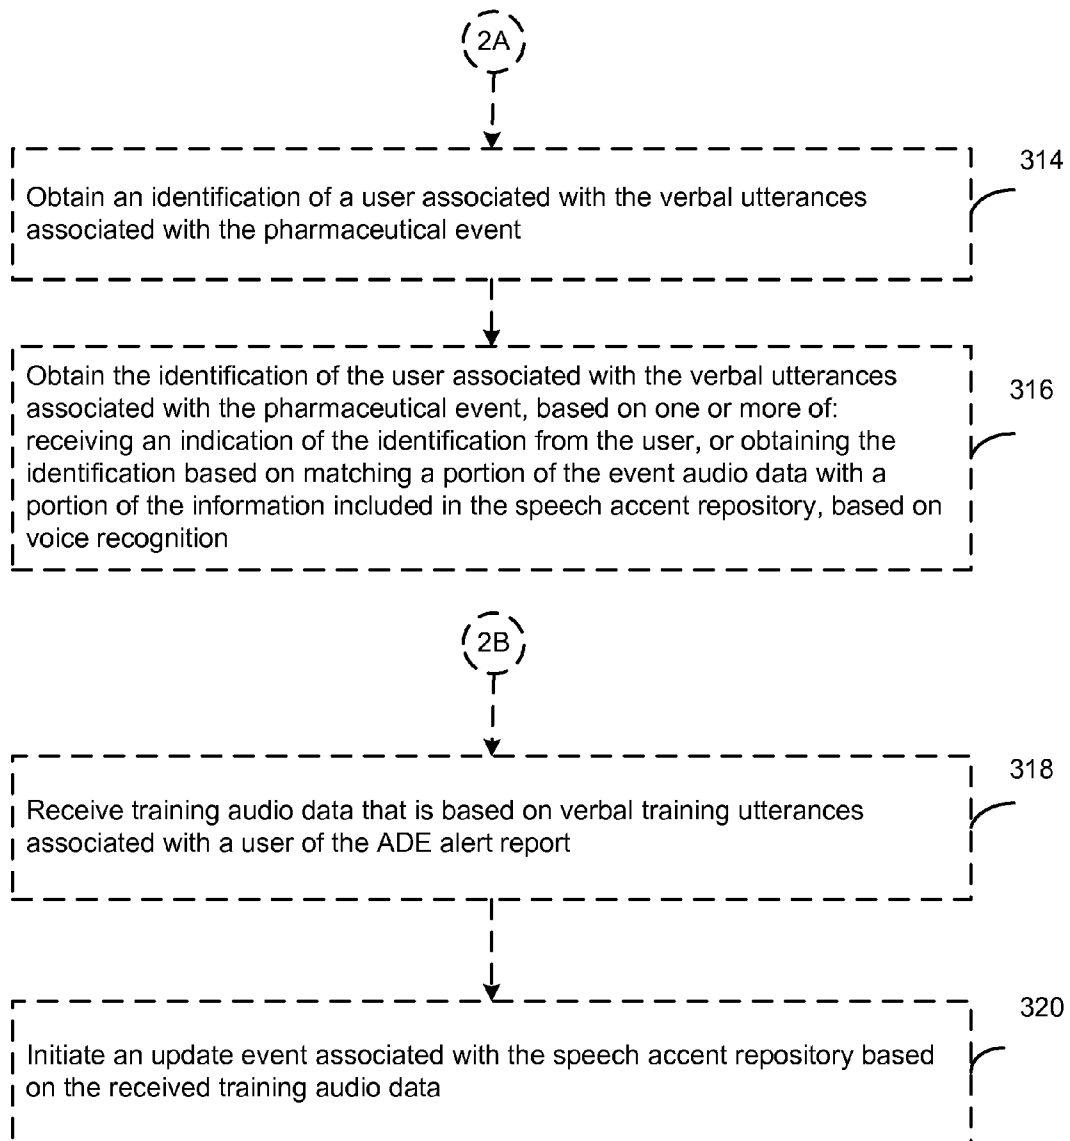 2A
314
Obtain an identification of a user associated with the verbal utterances
associated with the pharmaceutical event
316
Obtain the identification of the user associated with the verbal utterances
associated with the pharmaceutical event, based on one or more of:
receiving an indication of the identification from the user, or obtaining the
identification based on matching a portion of the event audio data with a
portion of the information included in the speech accent repository, based on
voice recognition
2B
318
Receive training audio data that is based on verbal training utterances
associated with a user of the ADE alert report
320
Initiate an update event associated with the speech accent repository based
on the received training audio data